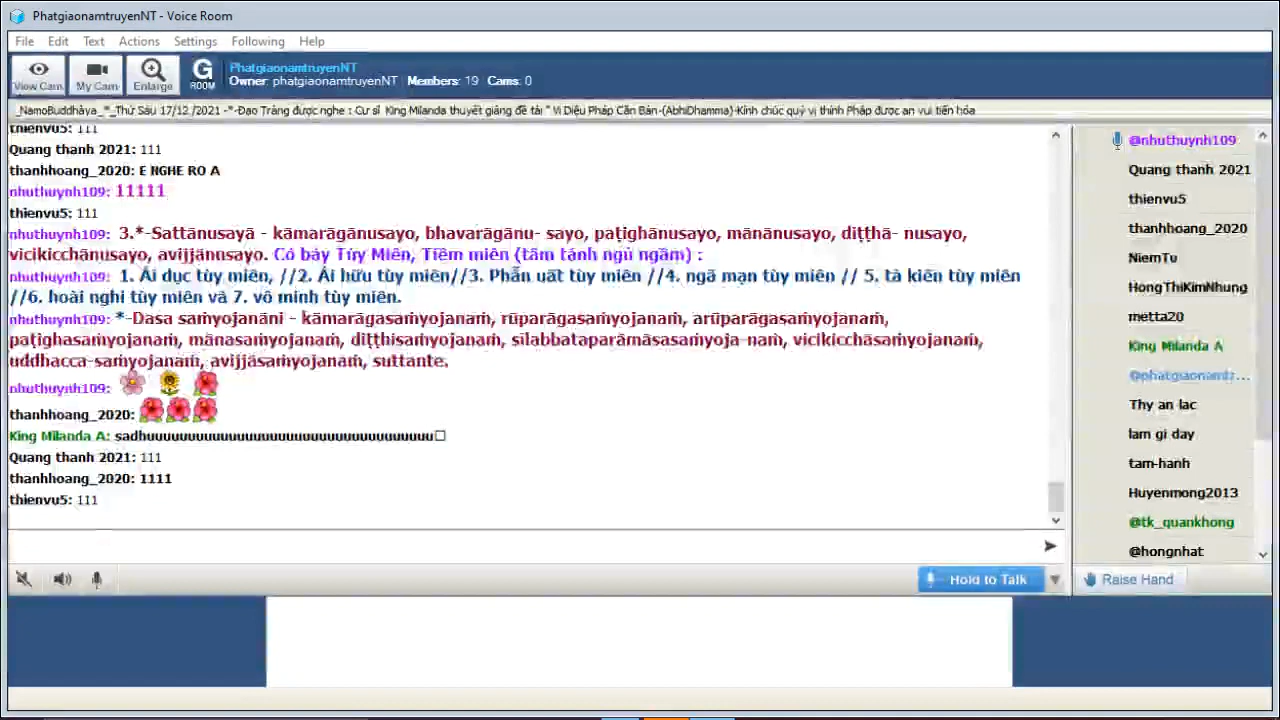 PhatgiaonamtruyenNT - Voice Room
File Edit Text Actions Settings Following Help
View Cam My Cam Enlarge G ROOM
PhatgiaonamtruyenNT
Owner: phatgiaonamtruyenNT Members: 19 Cams: 0
_NamoBuddhàya_*_Thứ Sáu 17/12 /2021 -*-Đạo Tràng được nghe : Cư sĩ King Milanda thuyết giảng đề tài " Vi Diệu Pháp Căn Bản-(AbhiDhamma)-Kính chúc quý vị thính Pháp được an vui tiến hóa
thienvu5: 111
Quang thanh 2021: 111
thanhhoang_2020: E NGHE RO A
nhuthuynh109: 11111
thienvu5: 111
nhuthuynh109: 3.*-Sattānusayā - kāmarāgānusayo, bhavarāgānu- sayo, paṭighānusayo, mānānusayo, diṭṭhā- nusayo,
vicikicchānusayo, avijjānusayo. Có bảy Tùy Miên, Tiềm miên (tâm tánh ngủ ngầm) :
nhuthuynh109: 1. Ái dục tùy miên, //2. Ái hữu tùy miên//3. Phẫn uất tùy miên //4. ngã mạn tùy miên // 5. tà kiến tùy miên
//6. hoài nghi tùy miên và 7. vô minh tùy miên.
nhuthuynh109: *-Dasa saṁyojanāni - kāmarāgasaṁyojanaṁ, rūparāgasaṁyojanaṁ, arūparāgasaṁyojanaṁ,
paṭighasaṁyojanaṁ, mānasaṁyojanaṁ, diṭṭhisaṁyojanaṁ, sīlabbataparāmāsasaṁyoja-naṁ, vicikicchāsaṁyojanaṁ,
uddhacca-saṁyojanaṁ, avijjāsaṁyojanaṁ, suttante.
nhuthuynh109:
thanhhoang_2020:
King Milanda A: sadhuuuuuuuuuuuuuuuuuuuuuuuuuuuuuuuuuuu□
Quang thanh 2021: 111
thanhhoang_2020: 1111
thienvu5: 111
@nhuthuynh109
Quang thanh 2021
thienvu5
thanhhoang_2020
NiemTu
HongThiKimNhung
metta20
King Milanda A
@phatgiaonamtr...
Thy an lac
lam gi day
tam-hanh
Huyenmong2013
@tk_quankhong
@hongnhat
Hold to Talk
Raise Hand